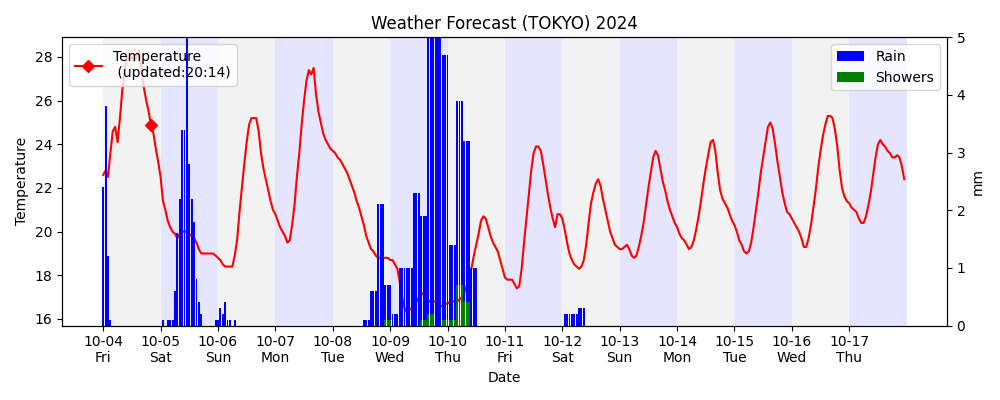 Weather Forecast (TOKYO) 2024
Temperature
(updated:20:14)
Rain
Showers
28
26
24
22
20
18
16
Temperature
5
4
3
2
1
0
mm
10-04 10-05 10-06 10-07 10-08 10-09 10-10 10-11 10-12 10-13 10-14 10-15 10-16 10-17
Fri Sat Sun Mon Tue Wed Thu Fri Sat Sun Mon Tue Wed Thu
Date